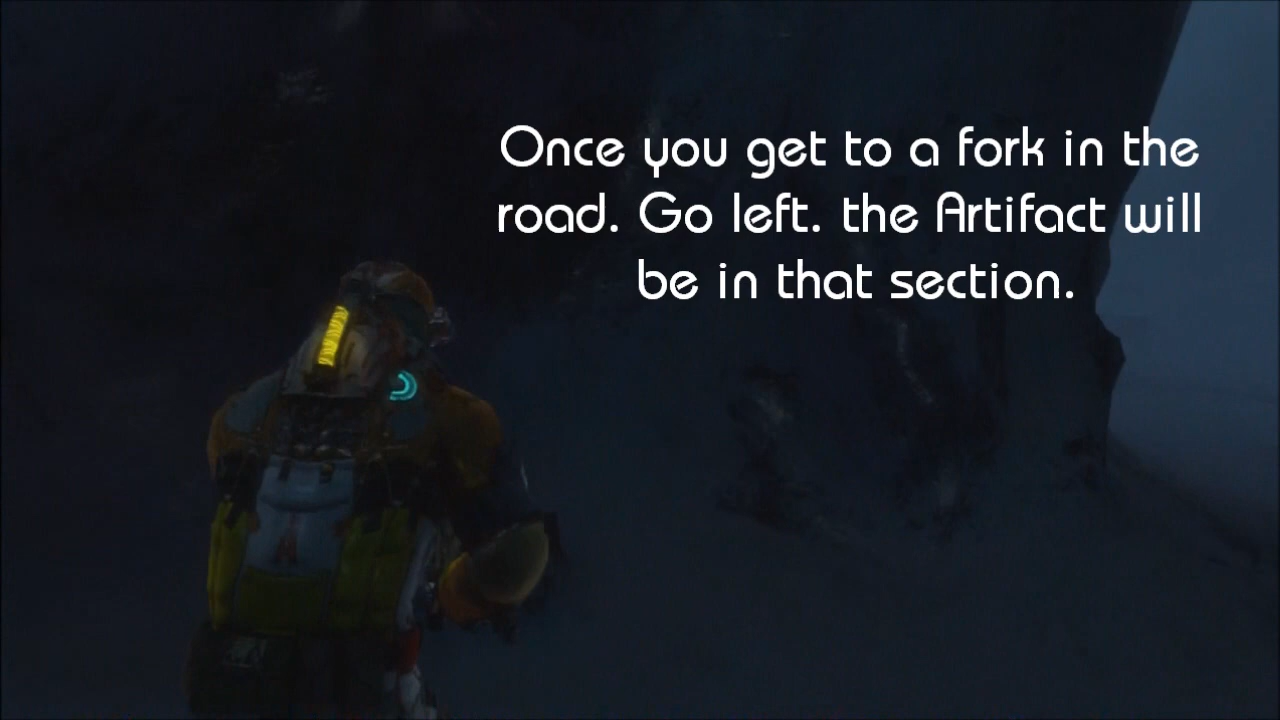 Once you get to a fork in the
road. Go left. the Artifact will
be in that section.